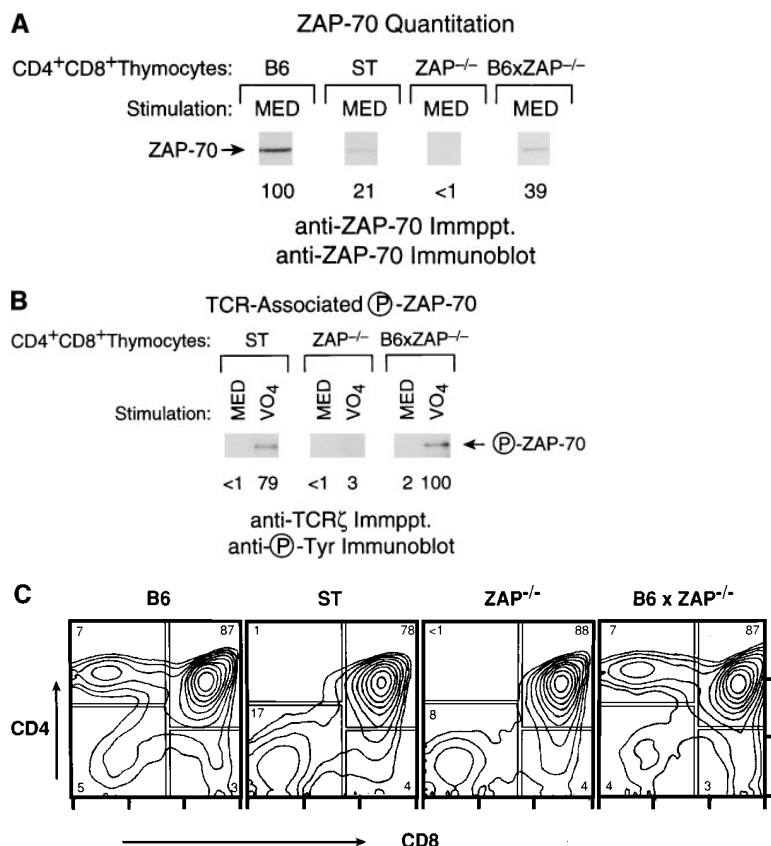 A
ZAP-70 Quantitation
CD4+CD8+Thymocytes: B6 ST ZAP–/– B6xZAP–/–
Stimulation: MED MED MED MED
ZAP-70
100 21 <1 39
anti-ZAP-70 Immppt.
anti-ZAP-70 Immunoblot
B
TCR-Associated Ⓟ-ZAP-70
CD4+CD8+Thymocytes: ST ZAP–/– B6xZAP–/–
Stimulation: MED VO4 MED VO4 MED VO4
Ⓟ-ZAP-70
<1 79 <1 3 2 100
anti-TCRζ Immppt.
anti-Ⓟ-Tyr Immunoblot
C
B6 ST ZAP-/- B6 x ZAP-/-
7 87 1 78 <1 88 7 87
17 8
CD4
5 3 4 4 4 3
CD8